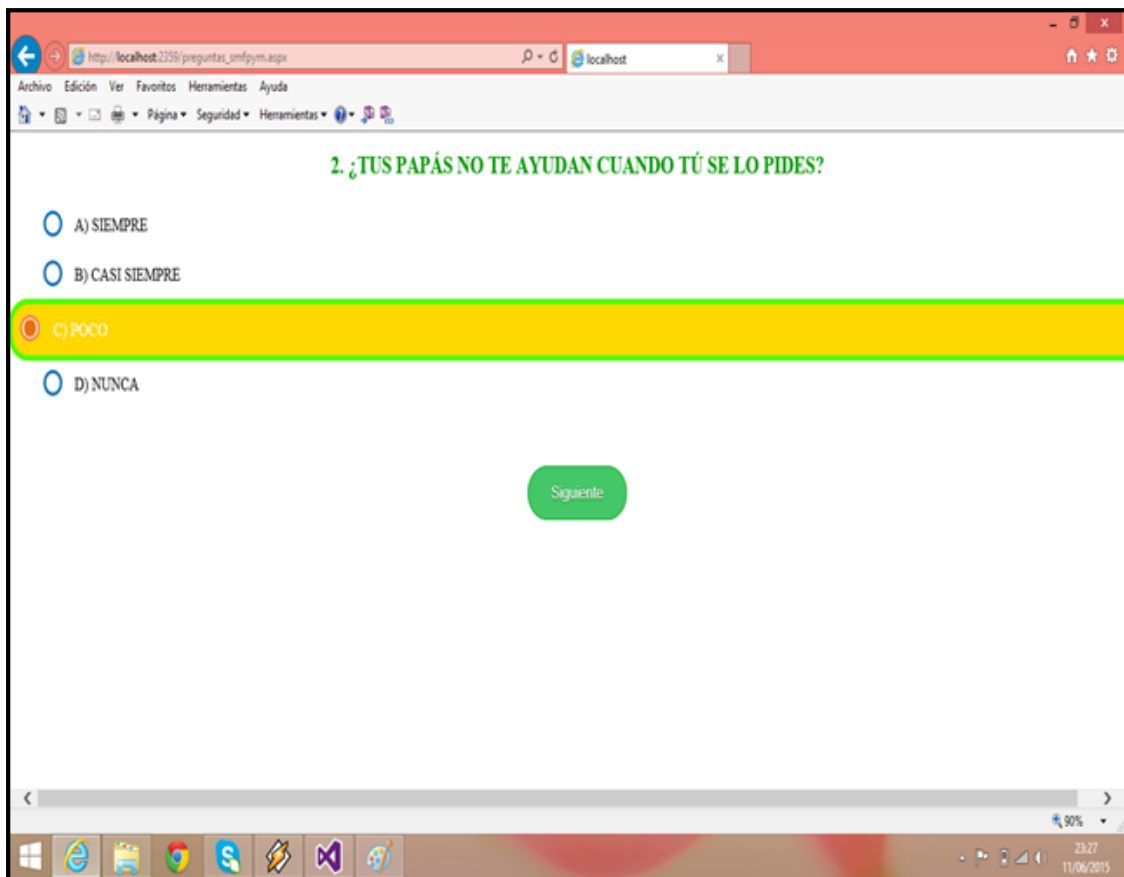 http://localhost:2359/preguntas_smfpym.aspx
localhost
Archivo Edición Ver Favoritos Herramientas Ayuda
Página Seguridad Herramientas
2. ¿TUS PAPÁS NO TE AYUDAN CUANDO TÚ SE LO PIDES?
A) SIEMPRE
B) CASI SIEMPRE
C) POCO
D) NUNCA
Siguiente
90%
23:27
11/06/2015